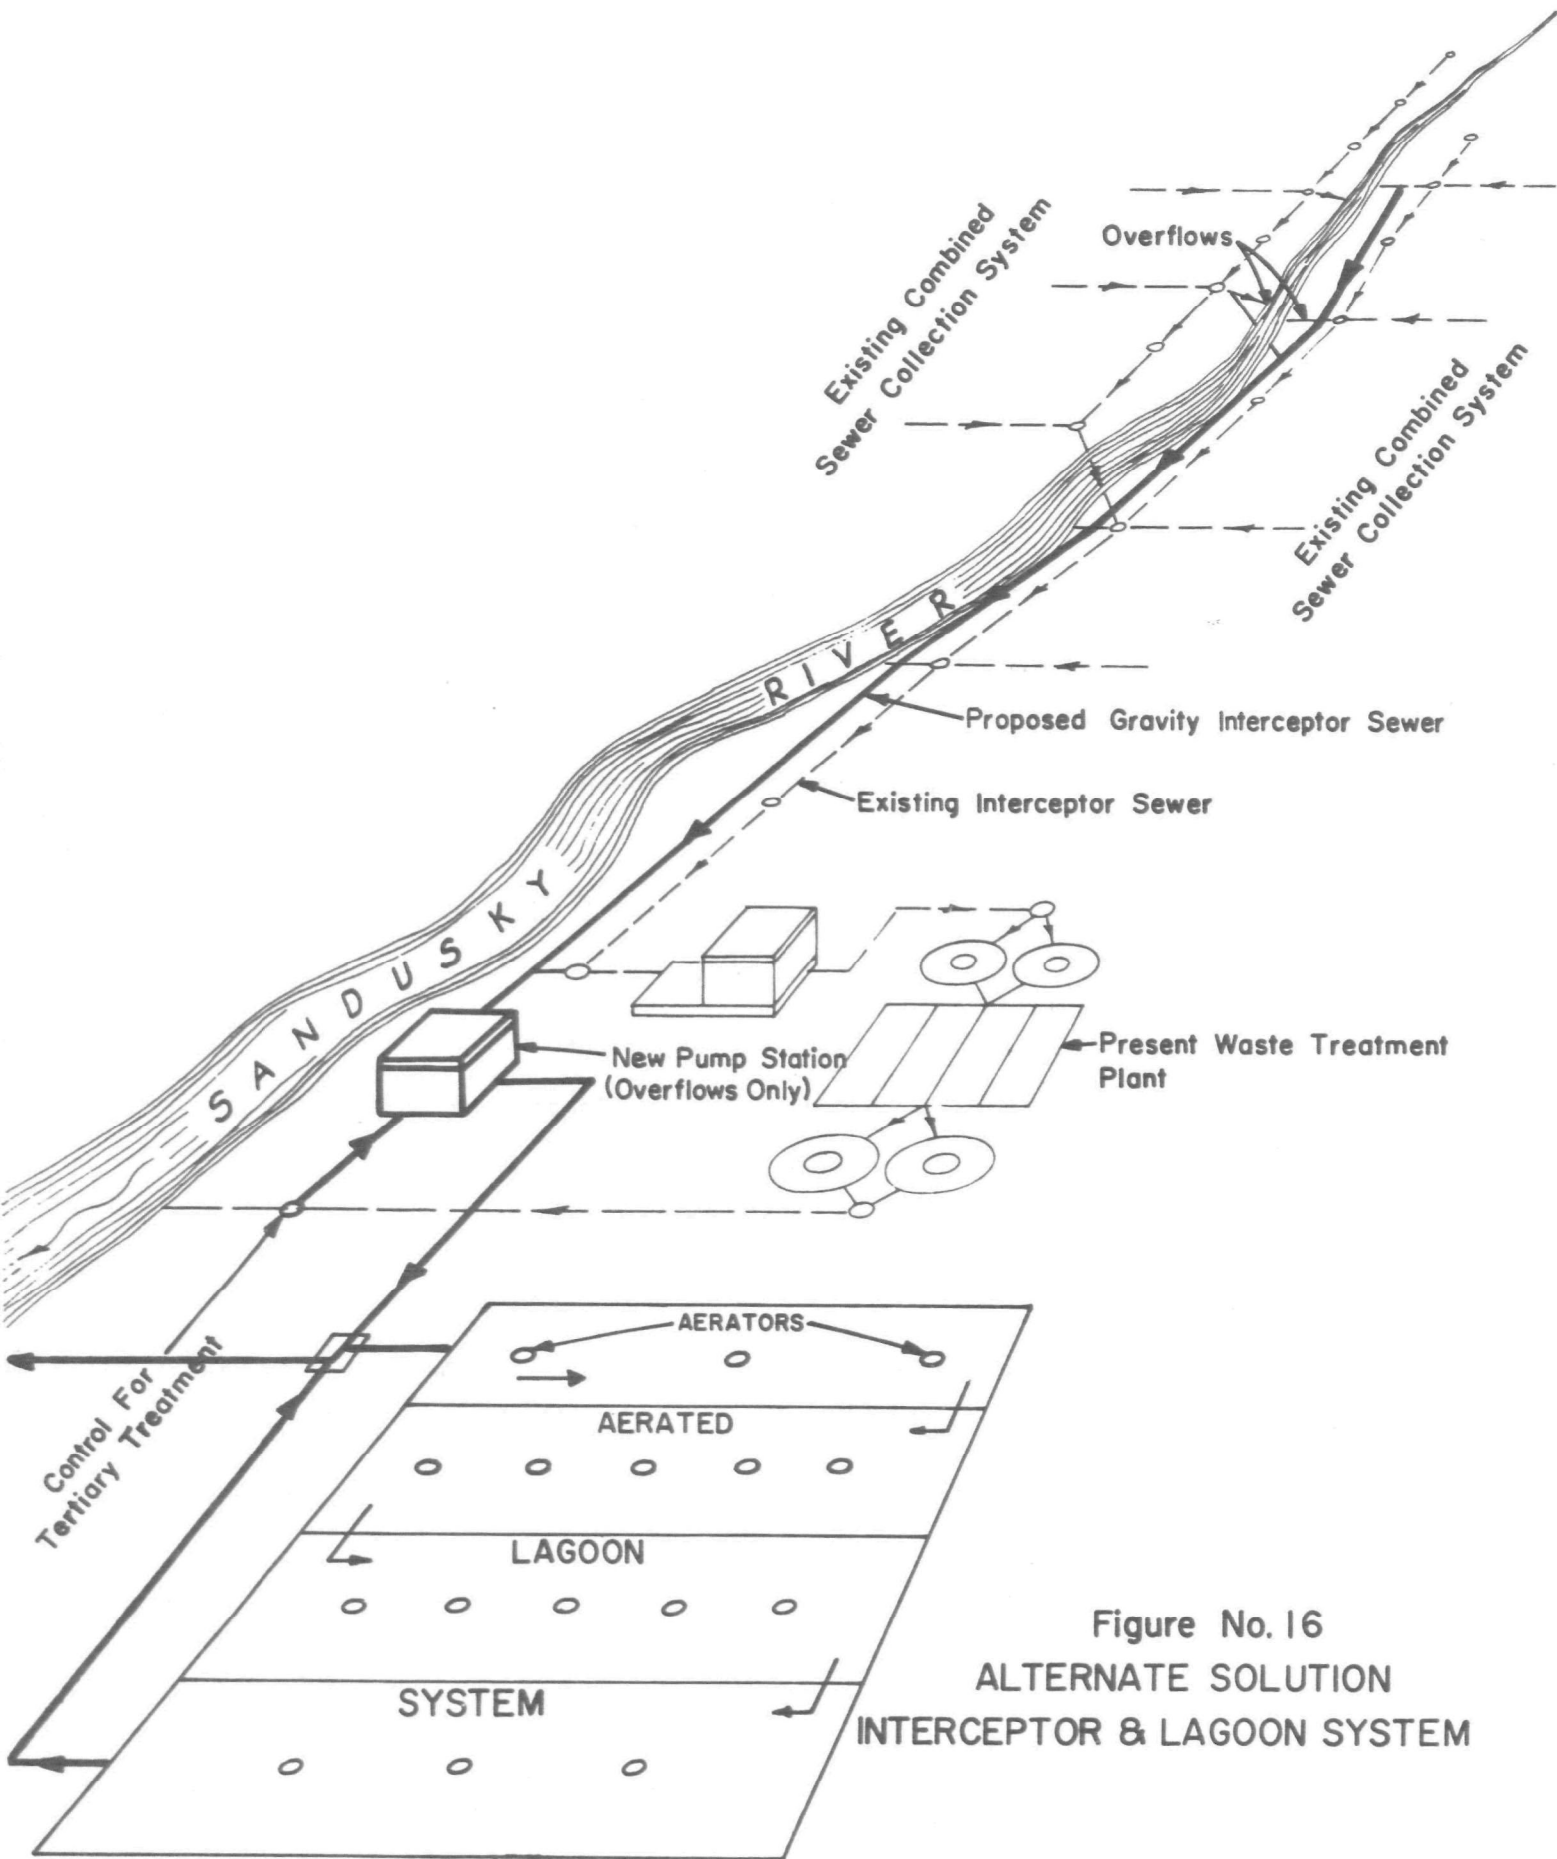 Overflows
Existing Combined
Sewer Collection System
Existing Combined
Sewer Collection System
SANDUSKY RIVER
Proposed Gravity Interceptor Sewer
Existing Interceptor Sewer
New Pump Station
(Overflows Only)
Present Waste Treatment
Plant
Control For
Tertiary Treatment
AERATORS
AERATED
LAGOON
SYSTEM
Figure No. 16
ALTERNATE SOLUTION
INTERCEPTOR & LAGOON SYSTEM